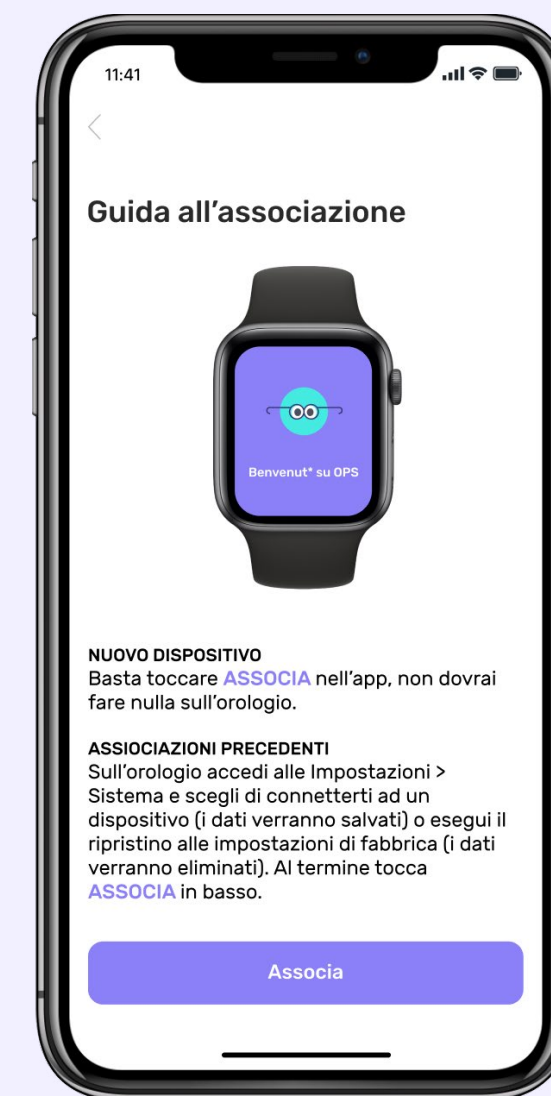 11:41
Guida all’associazione
Benvenut* su OPS
NUOVO DISPOSITIVO
Basta toccare ASSOCIA nell’app, non dovrai
fare nulla sull’orologio.
ASSIOCIAZIONI PRECEDENTI
Sull’orologio accedi alle Impostazioni >
Sistema e scegli di connetterti ad un
dispositivo (i dati verranno salvati) o esegui il
ripristino alle impostazioni di fabbrica (i dati
verranno eliminati). Al termine tocca
ASSOCIA in basso.
Associa